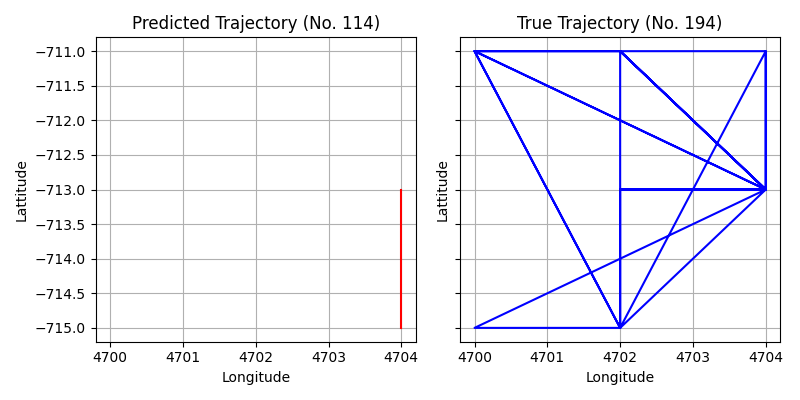 Predicted Trajectory (No. 114)
Lattitude
−711.0
−711.5
−712.0
−712.5
−713.0
−713.5
−714.0
−714.5
−715.0
4700 4701 4702 4703 4704
Longitude
True Trajectory (No. 194)
Lattitude
4700 4701 4702 4703 4704
Longitude